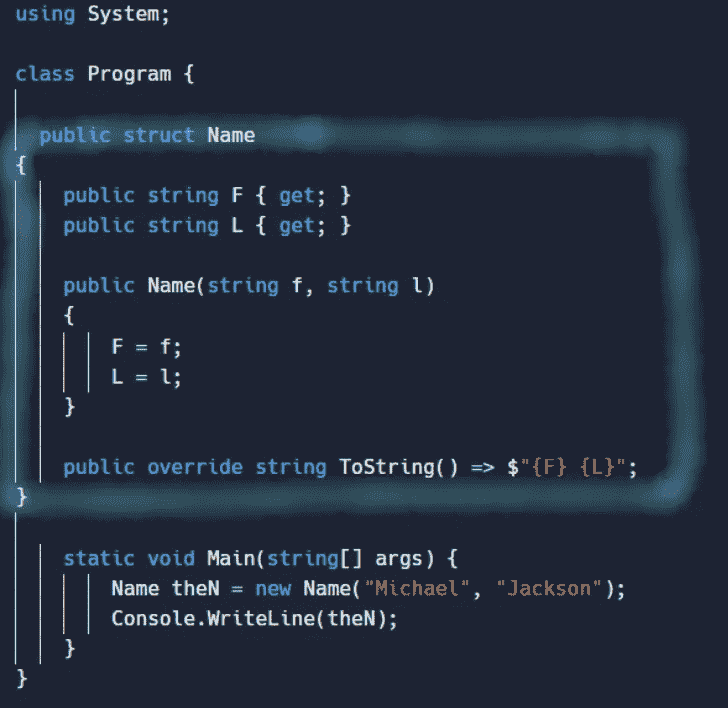 using System;
class Program {
public struct Name
{
public string F { get; }
public string L { get; }
public Name(string f, string l)
{
F = f;
L = l;
}
public override string ToString() => $"{F} {L}";
}
static void Main(string[] args) {
Name theN = new Name("Michael", "Jackson");
Console.WriteLine(theN);
}
}